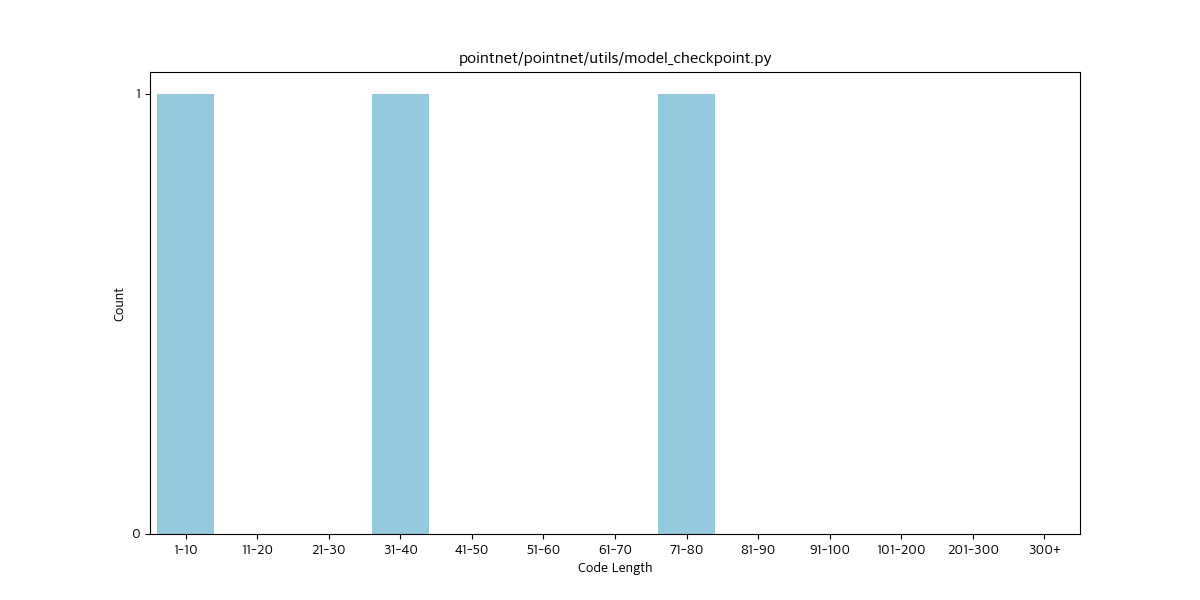 pointnet/pointnet/utils/model_checkpoint.py
1
Count
0
1-10 11-20 21-30 31-40 41-50 51-60 61-70 71-80 81-90 91-100 101-200 201-300 300+
Code Length